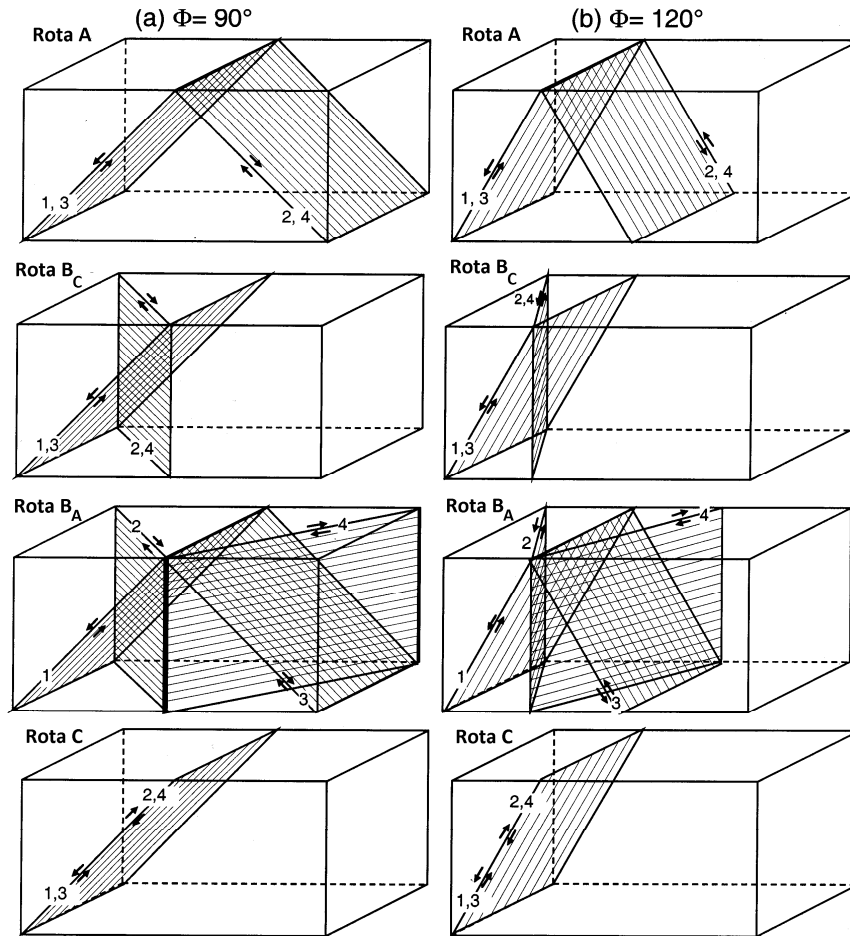 (a) Φ= 90°
(b) Φ= 120°
Rota A
1, 3
2, 4
Rota A
1, 3
2, 4
Rota B_C
1,3
2,4
Rota B_C
2,4
1,3
Rota B_A
2
4
1
3
Rota B_A
2
4
1
3
Rota C
2,4
1,3
Rota C
2,4
1,3